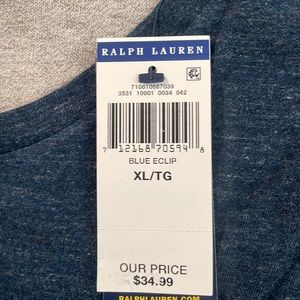 RALPH LAUREN
710610667039
3531 10001 0034 042
7 12168 70594 8
BLUE ECLIP
XL/TG
OUR PRICE
$34.99
RALPHLAUREN.COM